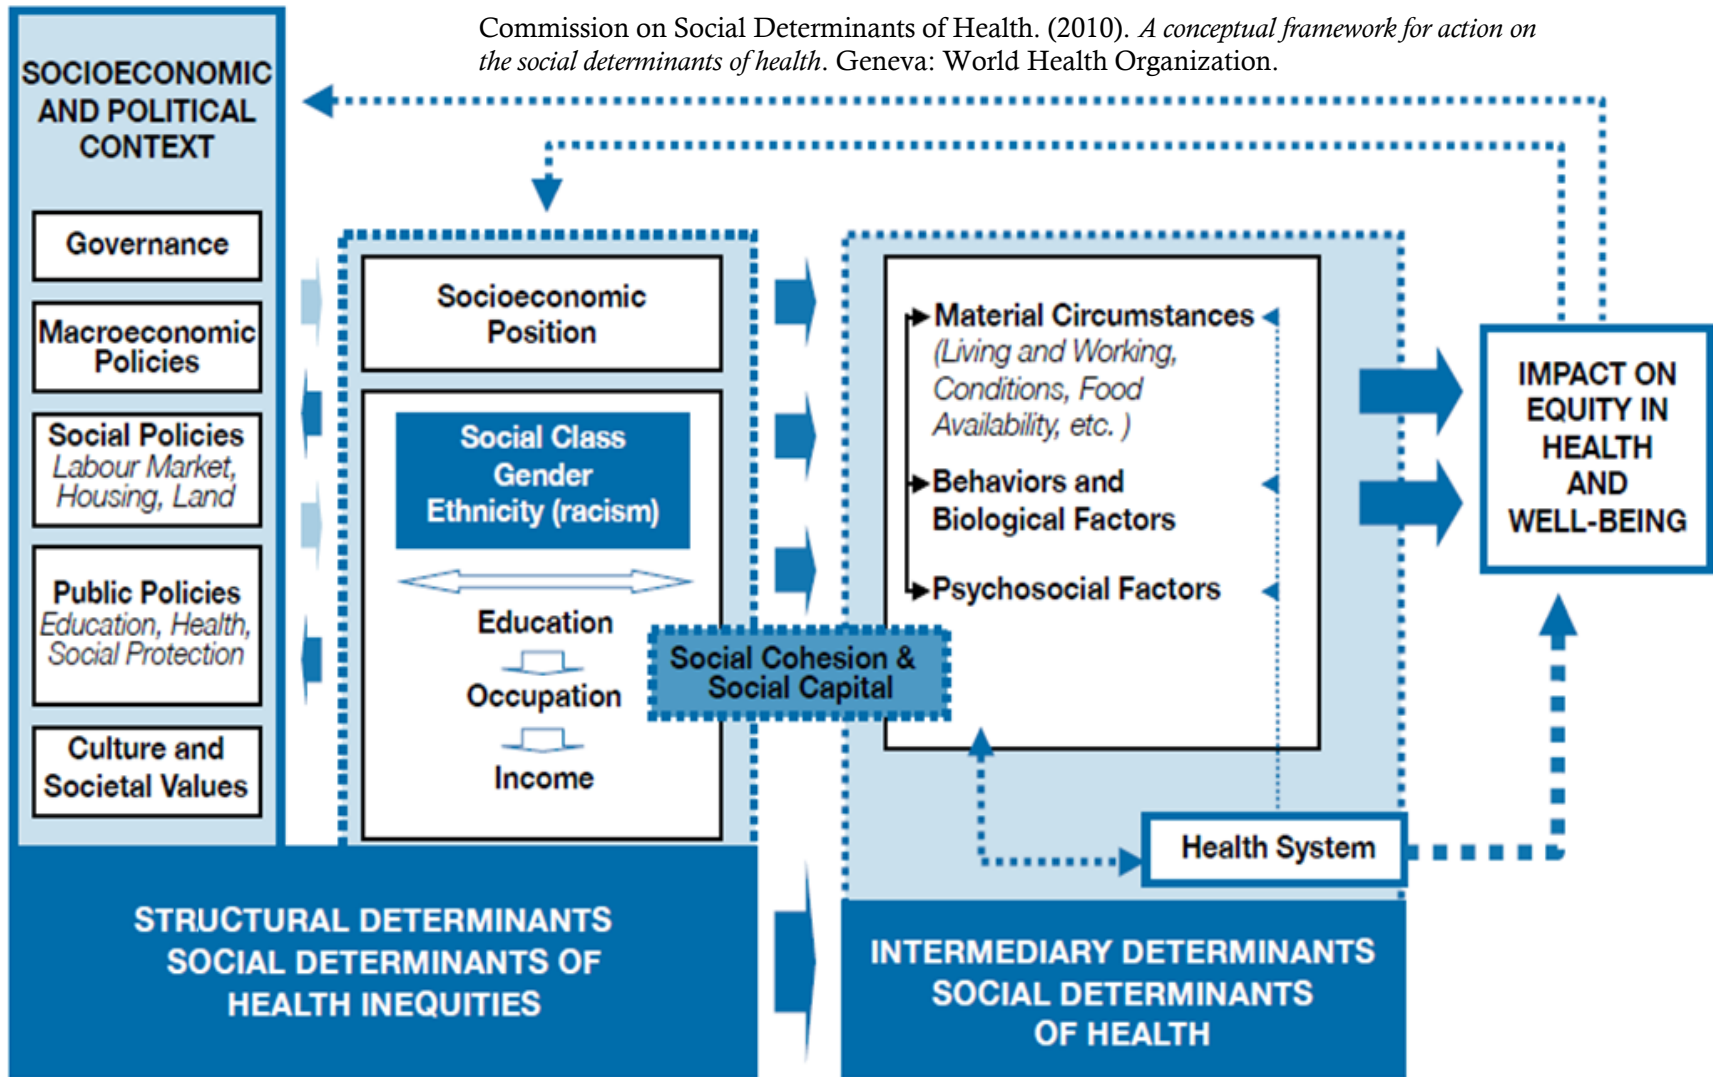 Commission on Social Determinants of Health. (2010). A conceptual framework for action on
the social determinants of health. Geneva: World Health Organization.
SOCIOECONOMIC
AND POLITICAL
CONTEXT
Governance
Macroeconomic
Policies
Social Policies
Labour Market,
Housing, Land
Public Policies
Education, Health,
Social Protection
Culture and
Societal Values
Socioeconomic
Position
Social Class
Gender
Ethnicity (racism)
Education
Occupation
Income
Social Cohesion &
Social Capital
Material Circumstances
(Living and Working,
Conditions, Food
Availability, etc. )
Behaviors and
Biological Factors
Psychosocial Factors
Health System
IMPACT ON
EQUITY IN
HEALTH
AND
WELL-BEING
STRUCTURAL DETERMINANTS
SOCIAL DETERMINANTS OF
HEALTH INEQUITIES
INTERMEDIARY DETERMINANTS
SOCIAL DETERMINANTS
OF HEALTH